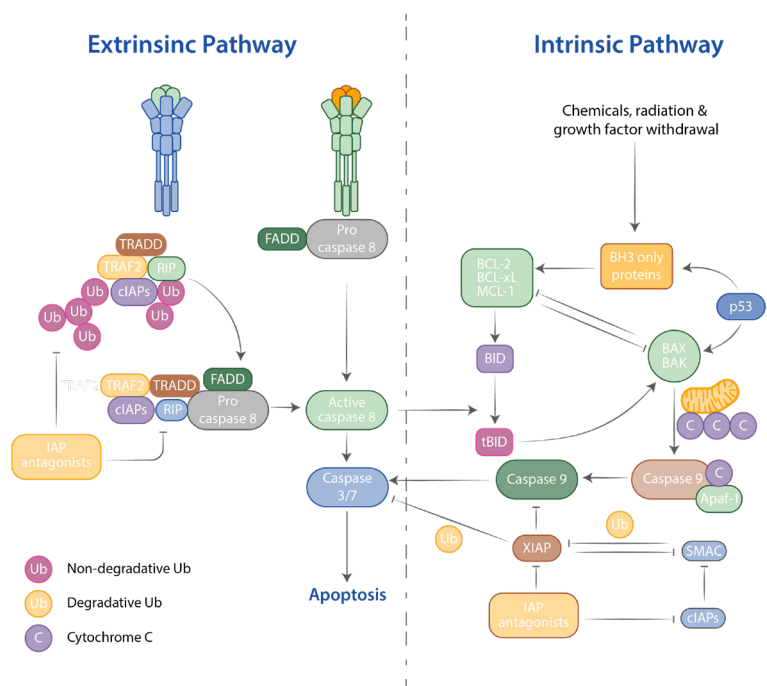 Extrinsinc Pathway
Intrinsic Pathway
Chemicals, radiation &
growth factor withdrawal
FADD
Pro
caspase 8
TRADD
TRAF2
RIP
Ub
cIAPs
Ub
Ub
Ub
Ub
Ub
BCL-2
BCL-xL
MCL-1
BH3 only
proteins
p53
BID
BAX
BAK
TRAF2
TRAF2
TRADD
FADD
cIAPs
RIP
Pro
caspase 8
Active
caspase 8
tBID
C
C
C
IAP
antagonists
Caspase
3/7
Caspase 9
Caspase 9
C
Apaf-1
Ub
Ub
XIAP
SMAC
Apoptosis
IAP
antagonists
cIAPs
Ub
Non-degradative Ub
Ub
Degradative Ub
C
Cytochrome C